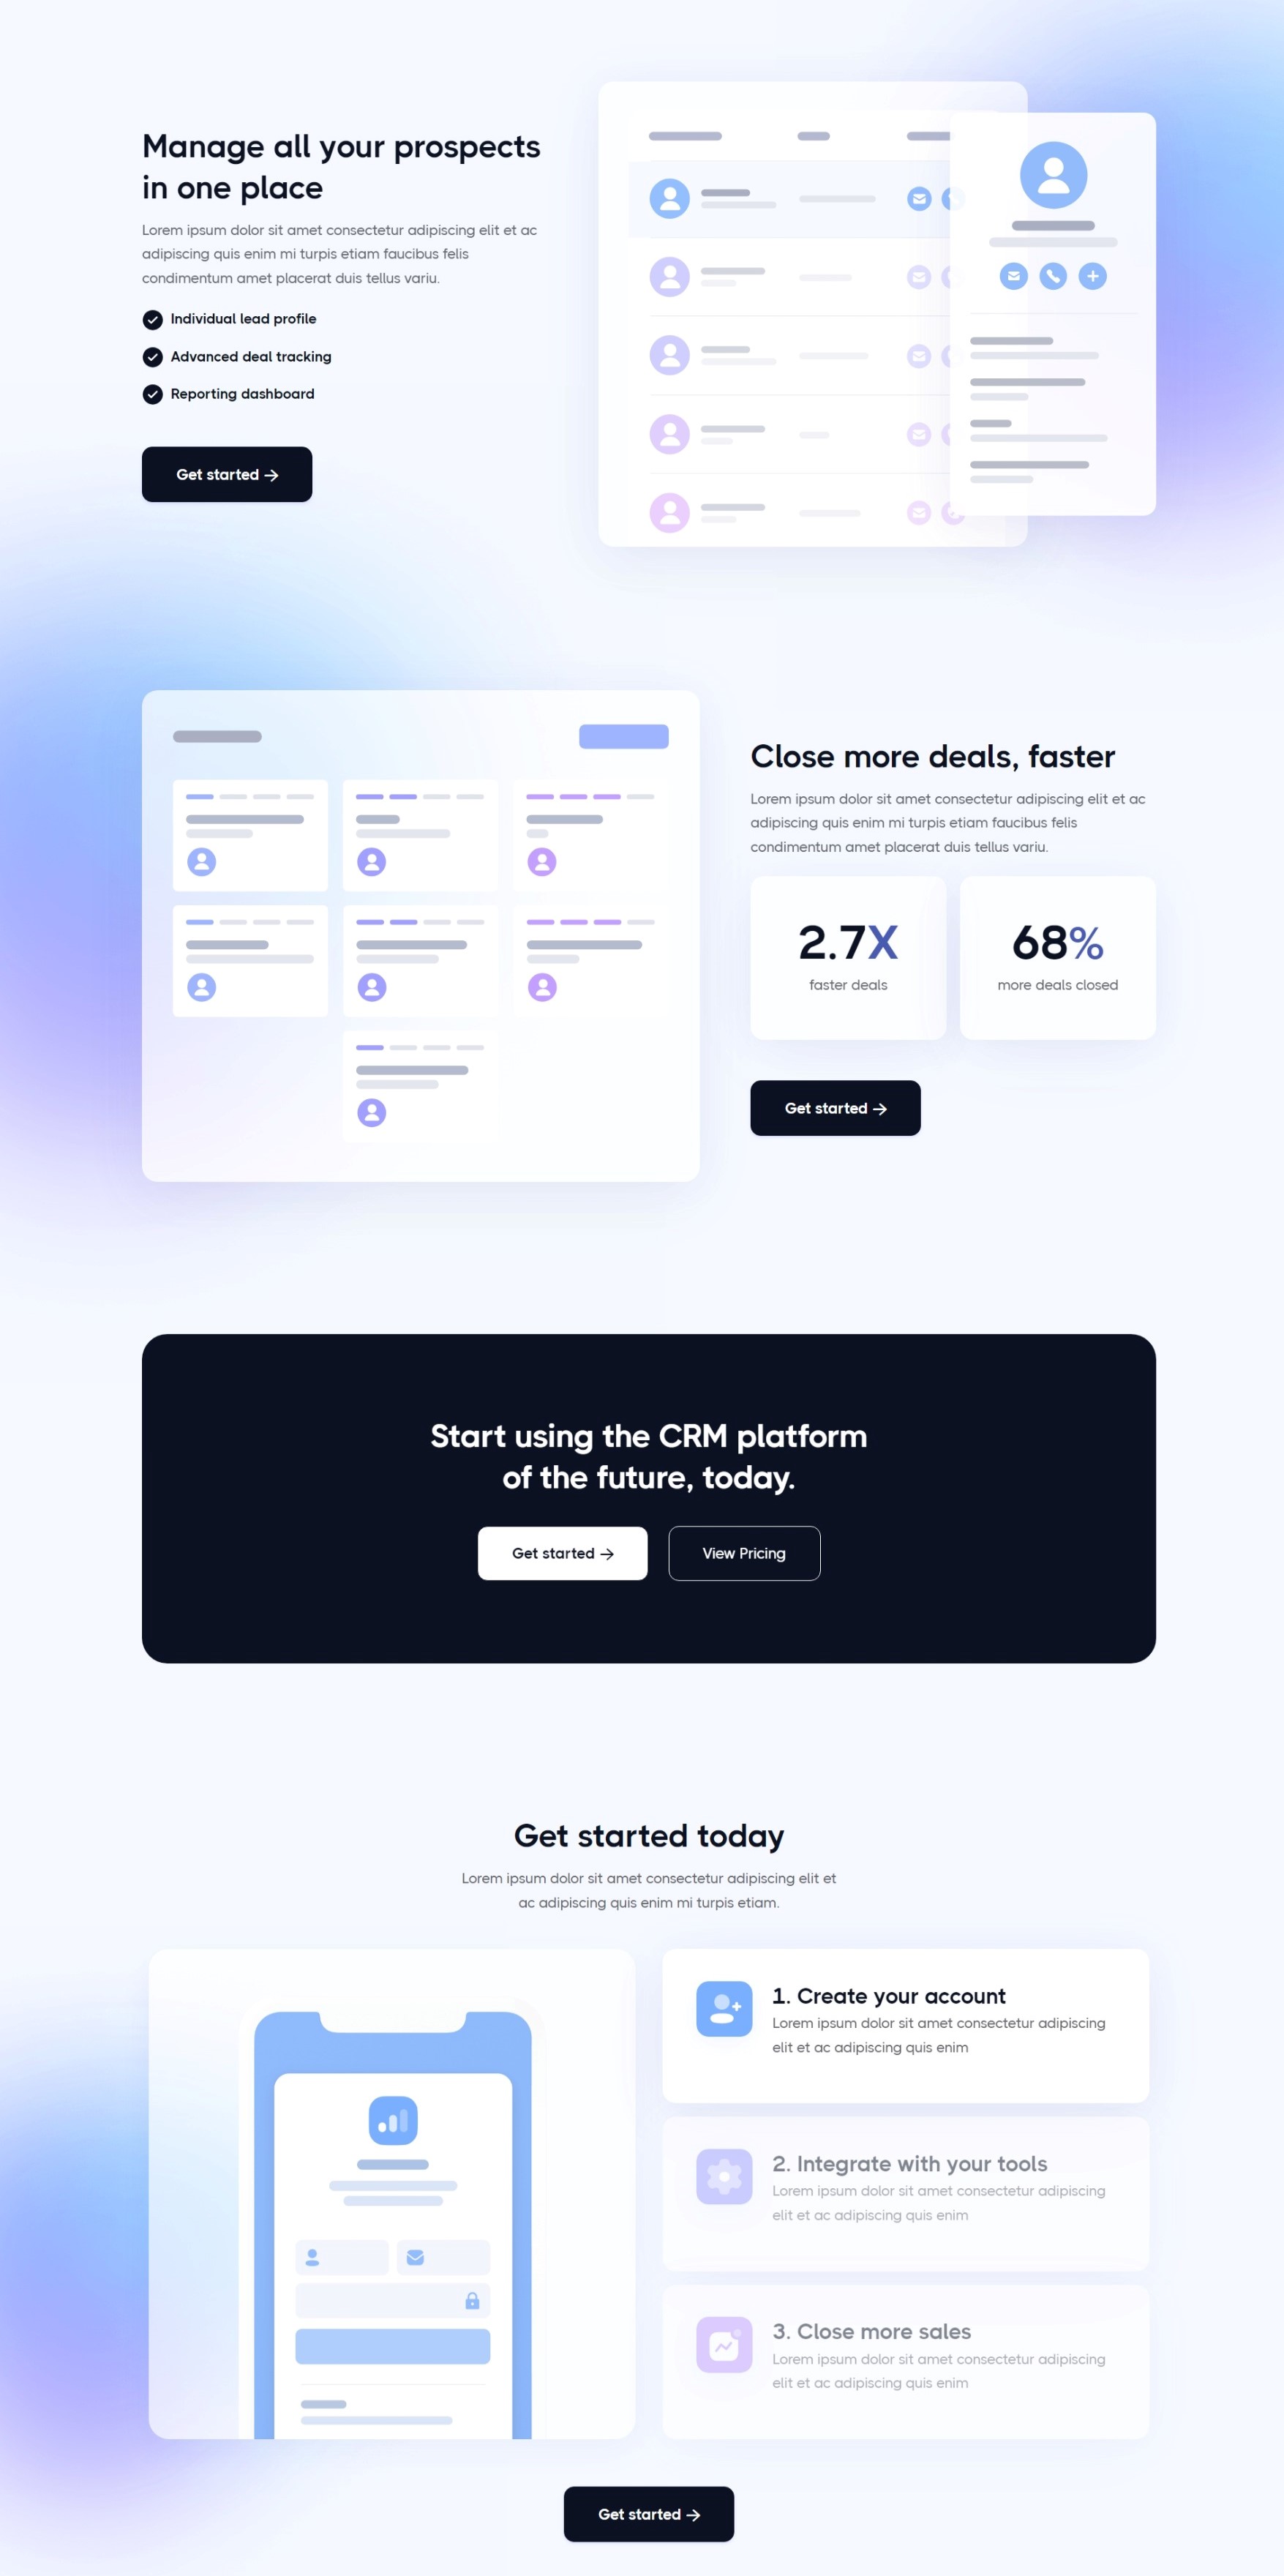 Manage all your prospects
in one place
Lorem ipsum dolor sit amet consectetur adipiscing elit et ac
adipiscing quis enim mi turpis etiam faucibus felis
condimentum amet placerat duis tellus variu.
Individual lead profile
Advanced deal tracking
Reporting dashboard
Get started →
Close more deals, faster
Lorem ipsum dolor sit amet consectetur adipiscing elit et ac
adipiscing quis enim mi turpis etiam faucibus felis
condimentum amet placerat duis tellus variu.
2.7X
faster deals
68%
more deals closed
Get started →
Start using the CRM platform
of the future, today.
Get started →
View Pricing
Get started today
Lorem ipsum dolor sit amet consectetur adipiscing elit et
ac adipiscing quis enim mi turpis etiam.
1. Create your account
Lorem ipsum dolor sit amet consectetur adipiscing
elit et ac adipiscing quis enim
2. Integrate with your tools
Lorem ipsum dolor sit amet consectetur adipiscing
elit et ac adipiscing quis enim
3. Close more sales
Lorem ipsum dolor sit amet consectetur adipiscing
elit et ac adipiscing quis enim
Get started →